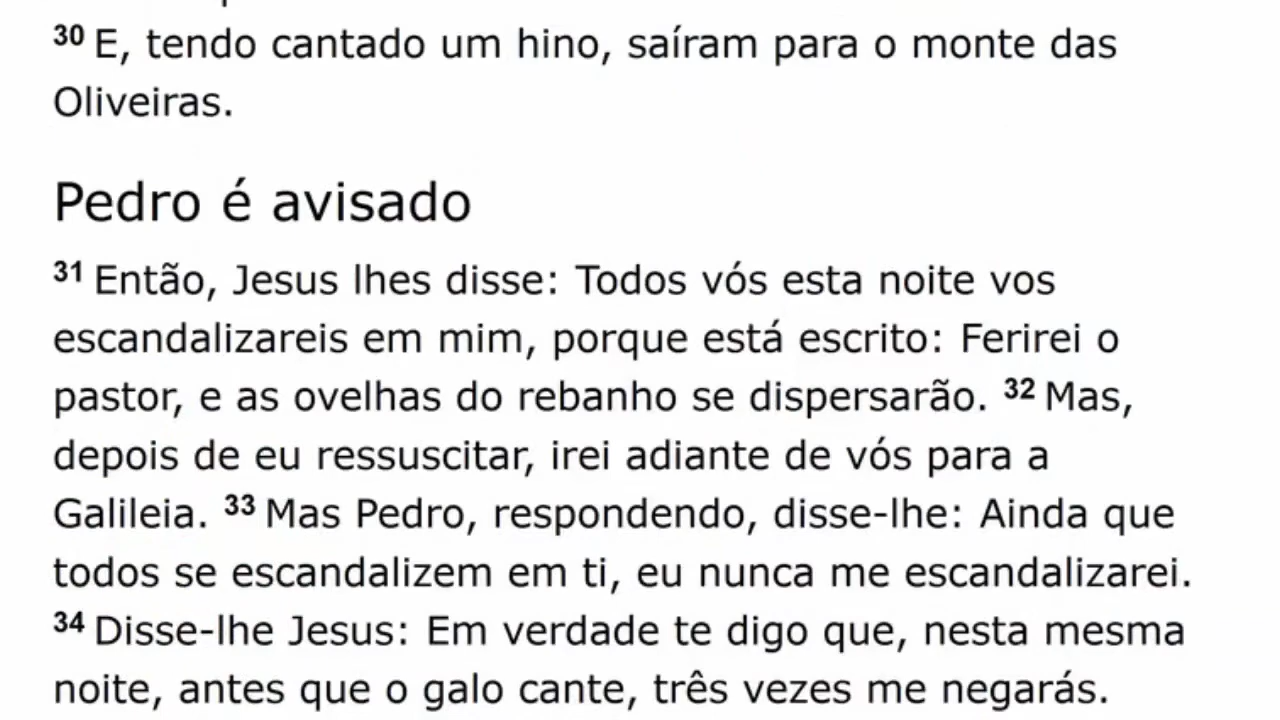 30 E, tendo cantado um hino, saíram para o monte das
Oliveiras.
Pedro é avisado
31 Então, Jesus lhes disse: Todos vós esta noite vos
escandalizareis em mim, porque está escrito: Ferirei o
pastor, e as ovelhas do rebanho se dispersarão. 32 Mas,
depois de eu ressuscitar, irei adiante de vós para a
Galileia. 33 Mas Pedro, respondendo, disse-lhe: Ainda que
todos se escandalizem em ti, eu nunca me escandalizarei.
34 Disse-lhe Jesus: Em verdade te digo que, nesta mesma
noite, antes que o galo cante, três vezes me negarás.